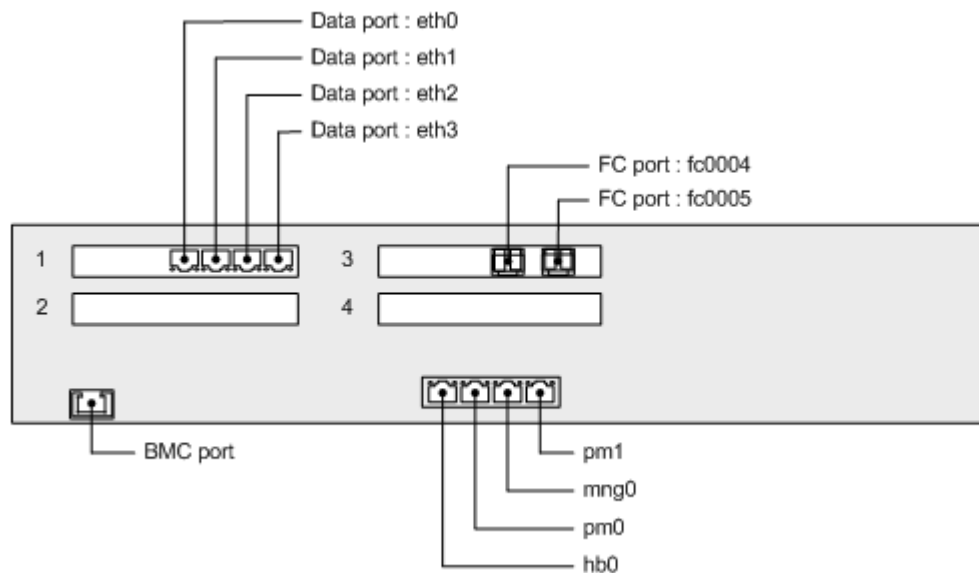 Data port : eth0
Data port : eth1
Data port : eth2
Data port : eth3
FC port : fc0004
FC port : fc0005
1
3
2
4
BMC port
pm1
mng0
pm0
hb0